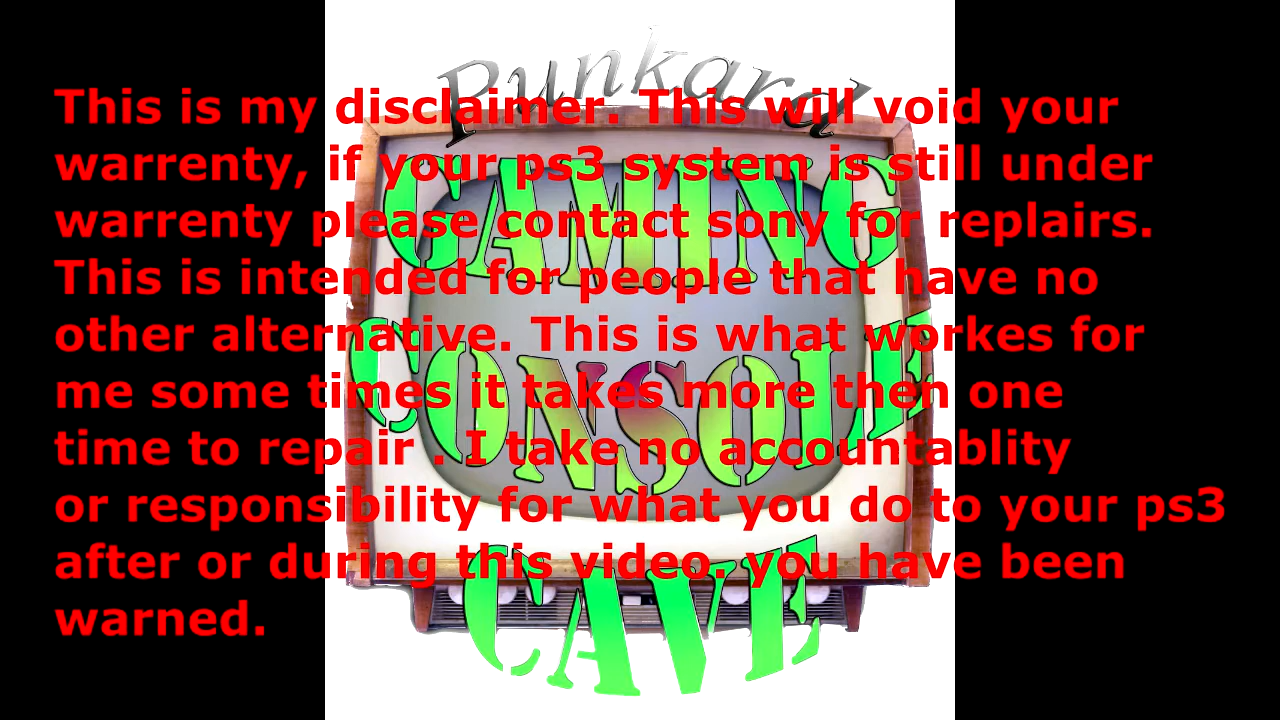 Punkard
GAMING
CONSOLE
CAVE
This is my disclaimer. This will void your
warrenty, if your ps3 system is still under
warrenty please contact sony for replairs.
This is intended for people that have no
other alternative. This is what workes for
me some times it takes more then one
time to repair . I take no accountablity
or responsibility for what you do to your ps3
after or during this video. you have been
warned.